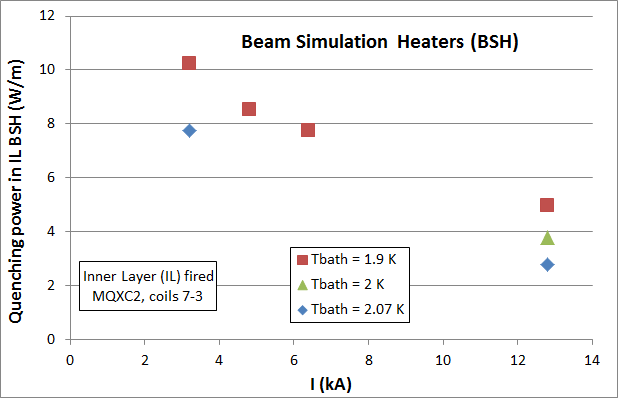 Beam Simulation Heaters (BSH)
Quenching power in IL BSH (W/m)
12
10
8
6
4
2
0
Inner Layer (IL) fired
MQXC2, coils 7-3
Tbath = 1.9 K
Tbath = 2 K
Tbath = 2.07 K
0 2 4 6 8 10 12 14
I (kA)